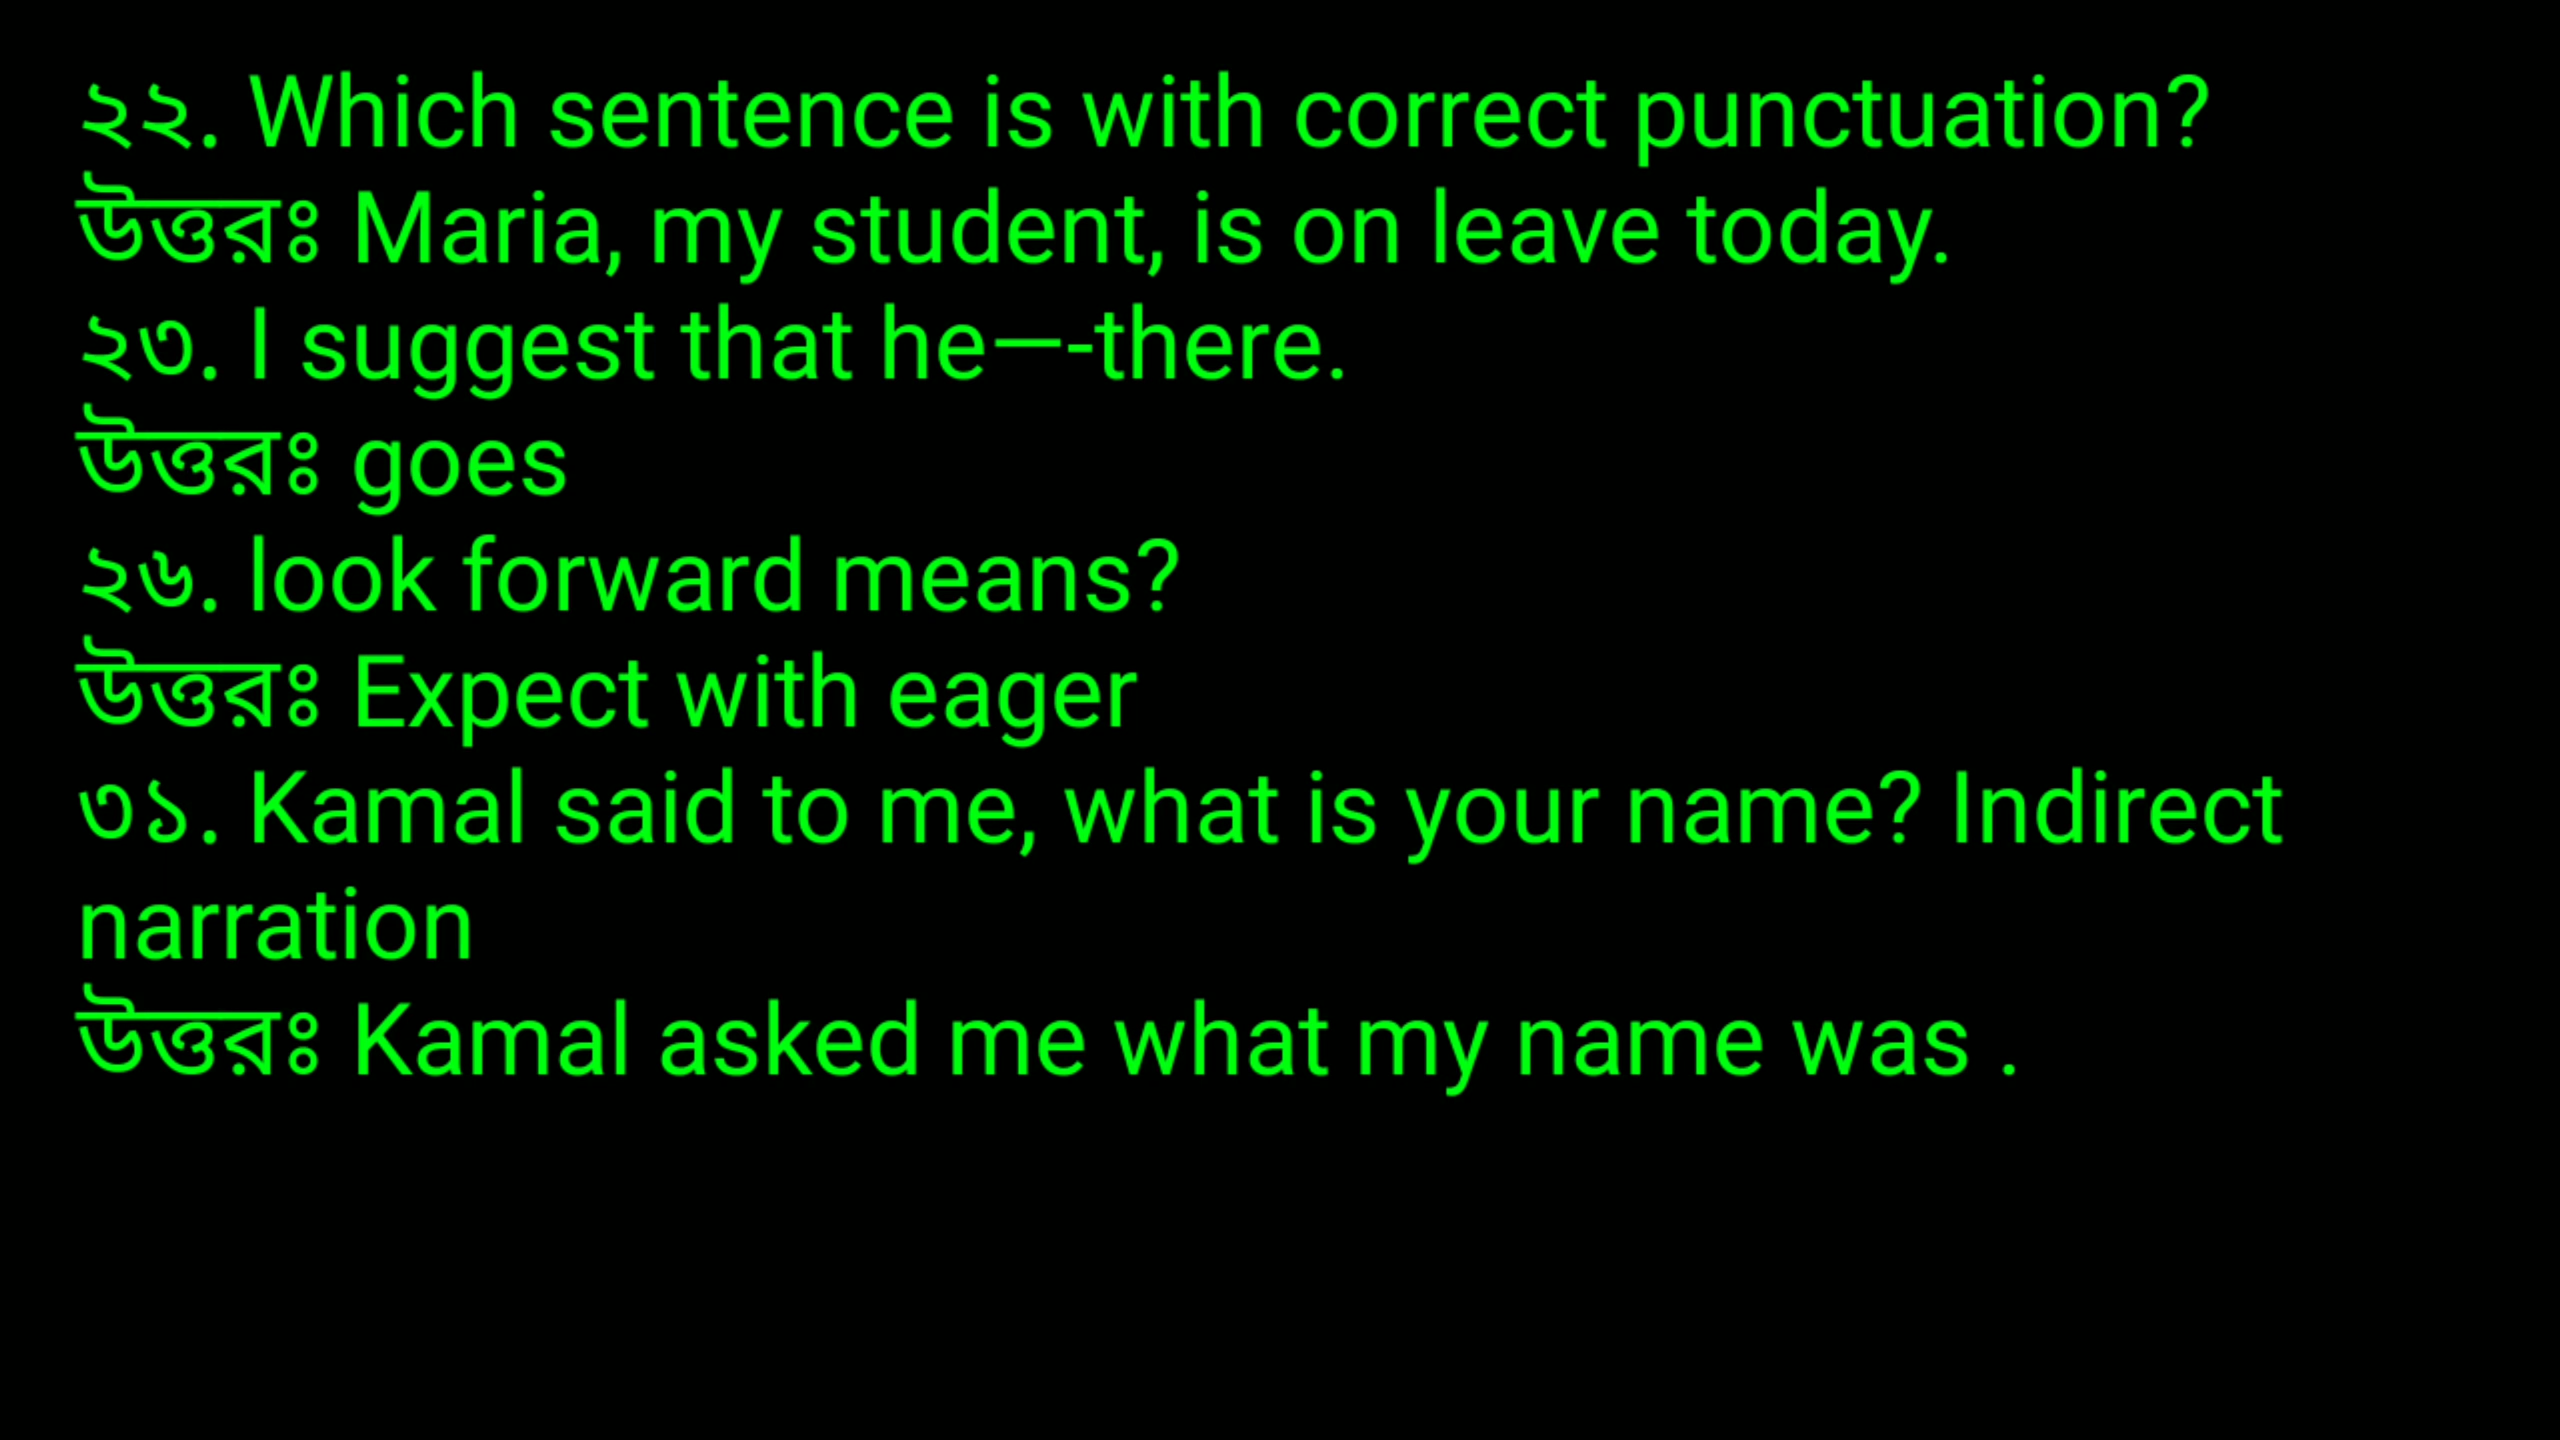 ২২. Which sentence is with correct punctuation?
উত্তরঃ Maria, my student, is on leave today.
২৩. I suggest that he—-there.
উত্তরঃ goes
২৬. look forward means?
উত্তরঃ Expect with eager
৩১. Kamal said to me, what is your name? Indirect
narration
উত্তরঃ Kamal asked me what my name was .